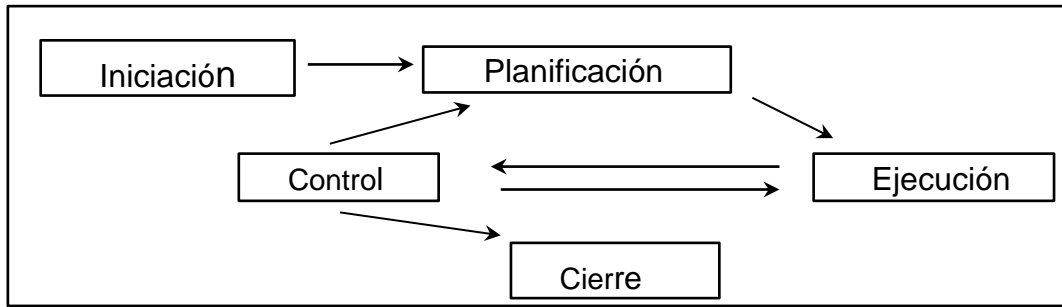 Iniciación
Planificación
Control
Ejecución
Cierre